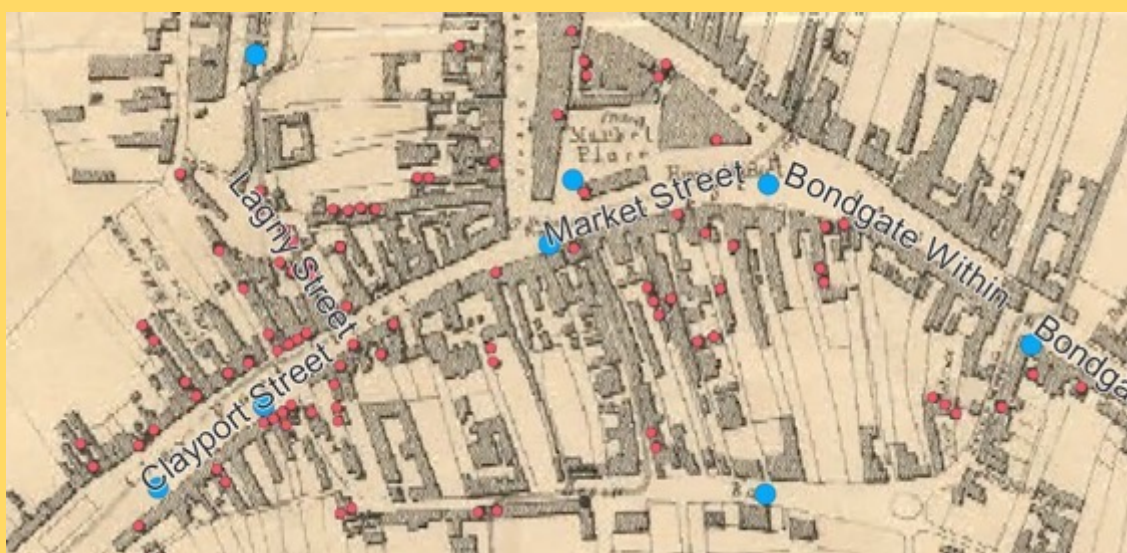 Market
Place
Market Street
Bondgate Within
Lagny Street
Bondga
Clayport Street